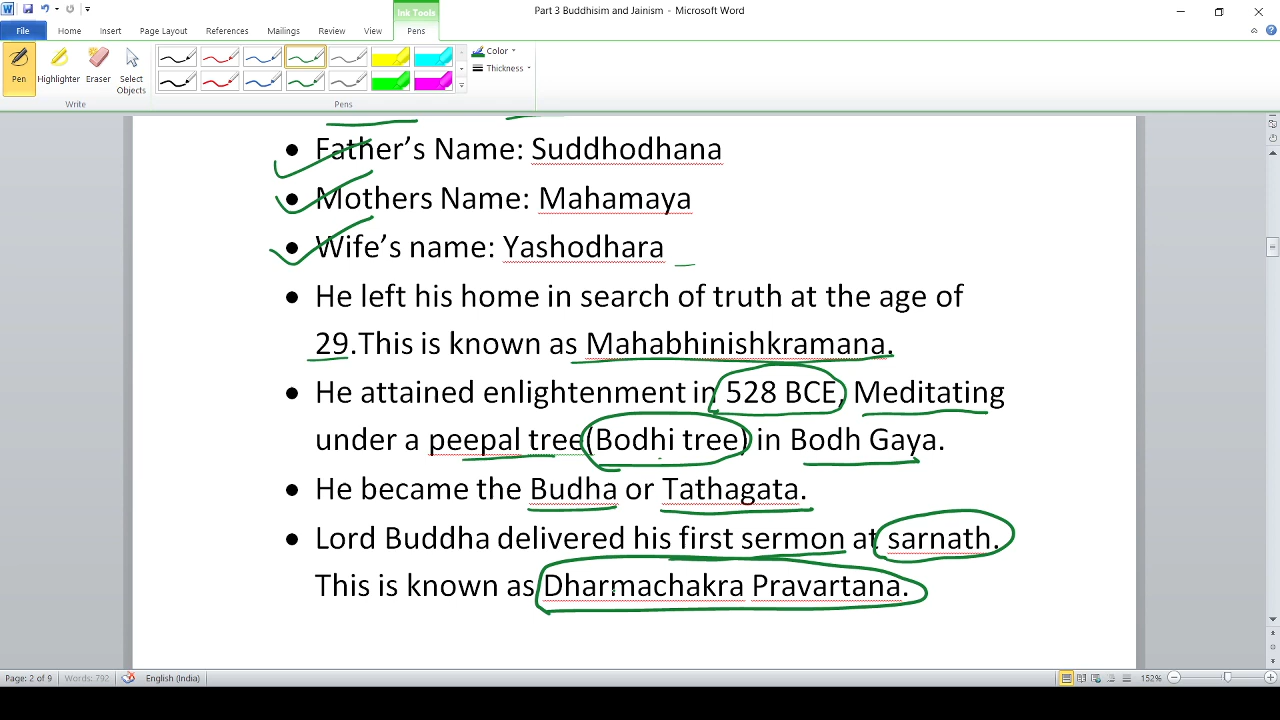 Part 3 Buddhisim and Jainism - Microsoft Word
Ink Tools
File Home Insert Page Layout References Mailings Review View Pens
Pen Highlighter Eraser Select Objects
Color
Thickness
Write Pens
• Father’s Name: Suddhodhana
• Mothers Name: Mahamaya
• Wife’s name: Yashodhara
• He left his home in search of truth at the age of
29.This is known as Mahabhinishkramana.
• He attained enlightenment in 528 BCE, Meditating
under a peepal tree(Bodhi tree) in Bodh Gaya.
• He became the Budha or Tathagata.
• Lord Buddha delivered his first sermon at sarnath.
This is known as Dharmachakra Pravartana.
Page: 2 of 9 Words: 792 English (India) 152%